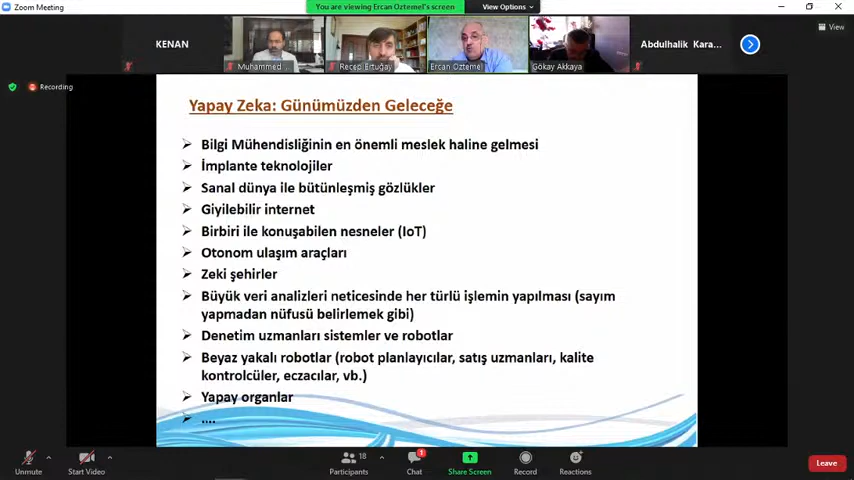 Zoom Meeting
You are viewing Ercan Oztemel's screen
View Options
KENAN
Muhammed ...
Recep Ertuğay
Ercan Oztemel
Gökay Akkaya
Abdulhalik Kara...
View
Recording
Yapay Zeka: Günümüzden Geleceğe
➢ Bilgi Mühendisliğinin en önemli meslek haline gelmesi
➢ İmplante teknolojiler
➢ Sanal dünya ile bütünleşmiş gözlükler
➢ Giyilebilir internet
➢ Birbiri ile konuşabilen nesneler (IoT)
➢ Otonom ulaşım araçları
➢ Zeki şehirler
➢ Büyük veri analizleri neticesinde her türlü işlemin yapılması (sayım
yapmadan nüfusu belirlemek gibi)
➢ Denetim uzmanları sistemler ve robotlar
➢ Beyaz yakalı robotlar (robot planlayıcılar, satış uzmanları, kalite
kontrolcüler, eczacılar, vb.)
➢ Yapay organlar
➢ ....
Unmute
Start Video
Participants
18
Chat
1
Share Screen
Record
Reactions
Leave